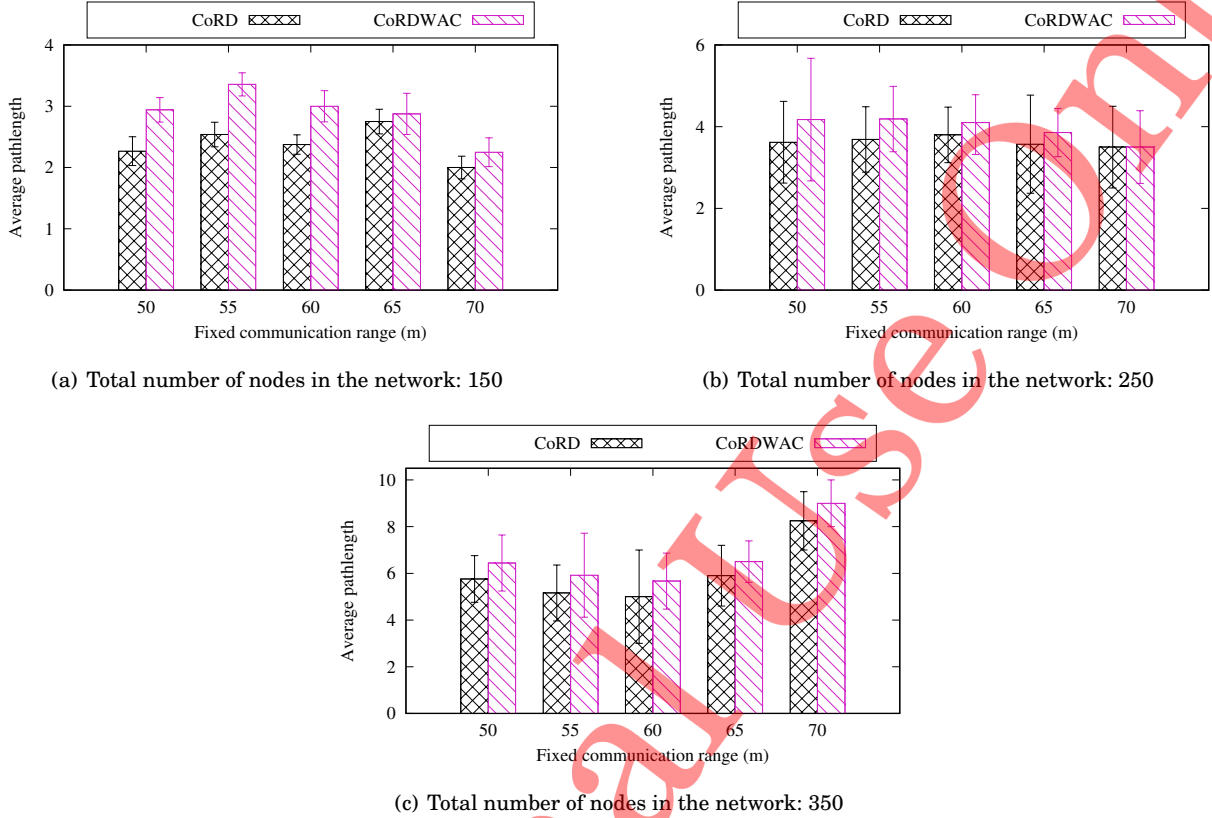 CoRD CoRDWAC
4
3
2
1
0
Average pathlength
50 55 60 65 70
Fixed communication range (m)
(a) Total number of nodes in the network: 150
CoRD CoRDWAC
6
4
2
0
Average pathlength
50 55 60 65 70
Fixed communication range (m)
(b) Total number of nodes in the network: 250
CoRD CoRDWAC
10
8
6
4
2
0
Average pathlength
50 55 60 65 70
Fixed communication range (m)
(c) Total number of nodes in the network: 350
Use